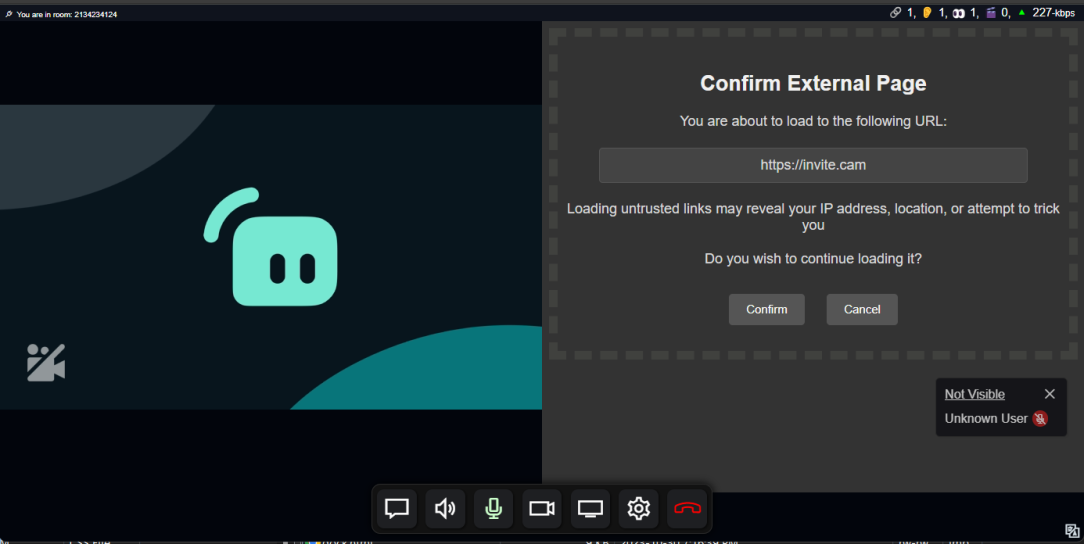 You are in room: 2134234124
1, 1, 1, 0, 227-kbps
Confirm External Page
You are about to load to the following URL:
https://invite.cam
Loading untrusted links may reveal your IP address, location, or attempt to trick
you
Do you wish to continue loading it?
Confirm Cancel
Not Visible
Unknown User